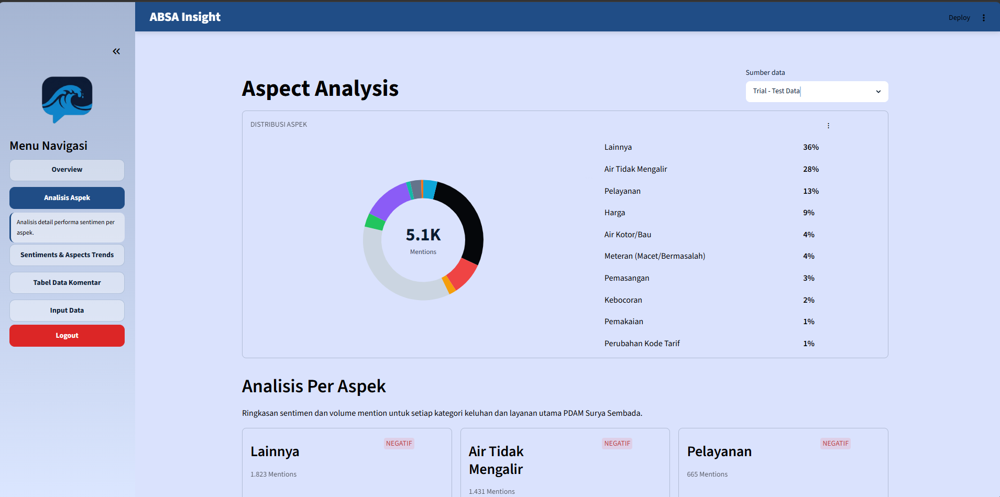 ABSA Insight
Deploy
Menu Navigasi
Overview
Analisis Aspek
Analisis detail performa sentimen per
aspek.
Sentiments & Aspects Trends
Tabel Data Komentar
Input Data
Logout
Aspect Analysis
Sumber data
Trial - Test Data
DISTRIBUSI ASPEK
5.1K
Mentions
Lainnya 36%
Air Tidak Mengalir 28%
Pelayanan 13%
Harga 9%
Air Kotor/Bau 4%
Meteran (Macet/Bermasalah) 4%
Pemasangan 3%
Kebocoran 2%
Pemakaian 1%
Perubahan Kode Tarif 1%
Analisis Per Aspek
Ringkasan sentimen dan volume mention untuk setiap kategori keluhan dan layanan utama PDAM Surya Sembada.
Lainnya
NEGATIF
1.823 Mentions
Air Tidak
Mengalir
NEGATIF
1.431 Mentions
Pelayanan
NEGATIF
665 Mentions